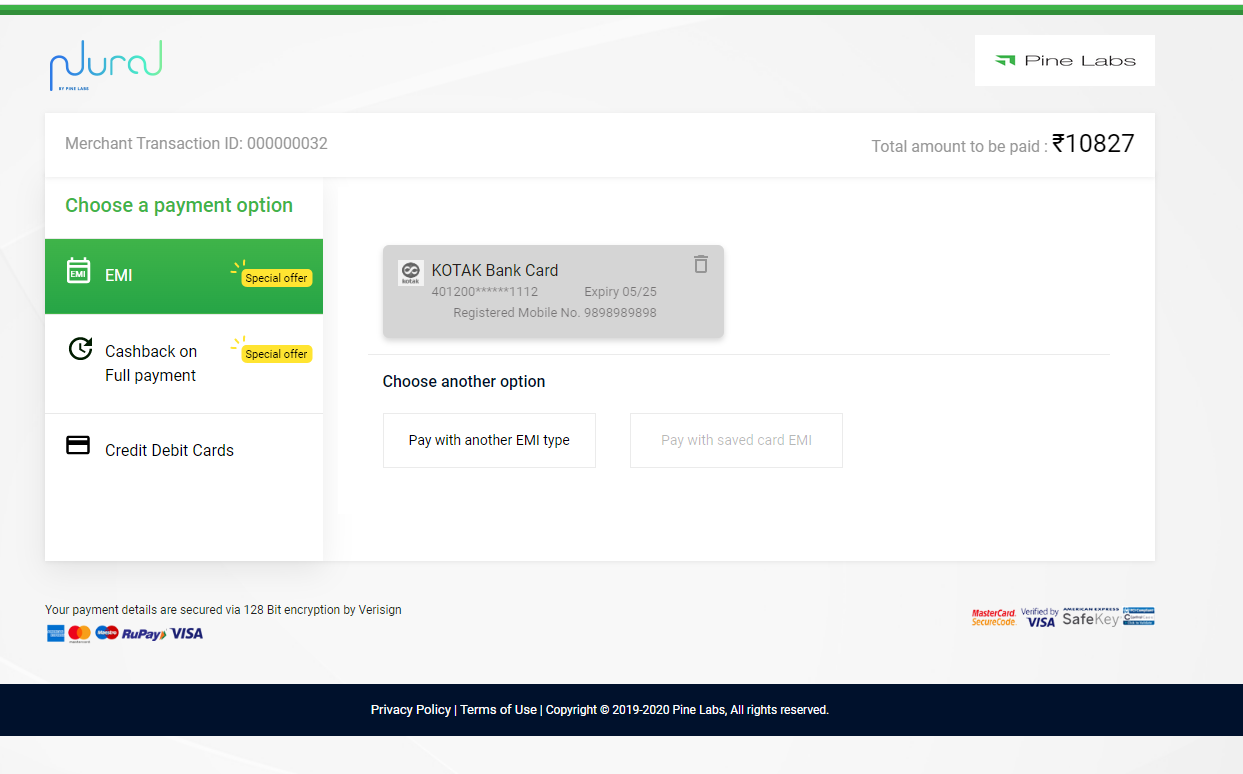 plural
BY PINE LABS
Pine Labs
Merchant Transaction ID: 000000032
Total amount to be paid : ₹10827
Choose a payment option
EMI
EMI
Special offer
Cashback on
Full payment
Special offer
Credit Debit Cards
kotak
KOTAK Bank Card
401200******1112 Expiry 05/25
Registered Mobile No. 9898989898
Choose another option
Pay with another EMI type
Pay with saved card EMI
Your payment details are secured via 128 Bit encryption by Verisign
mastercard Maestro RuPay VISA
MasterCard.
SecureCode.
Verified by
VISA
AMERICAN EXPRESS
SafeKey
Privacy Policy | Terms of Use | Copyright © 2019-2020 Pine Labs, All rights reserved.